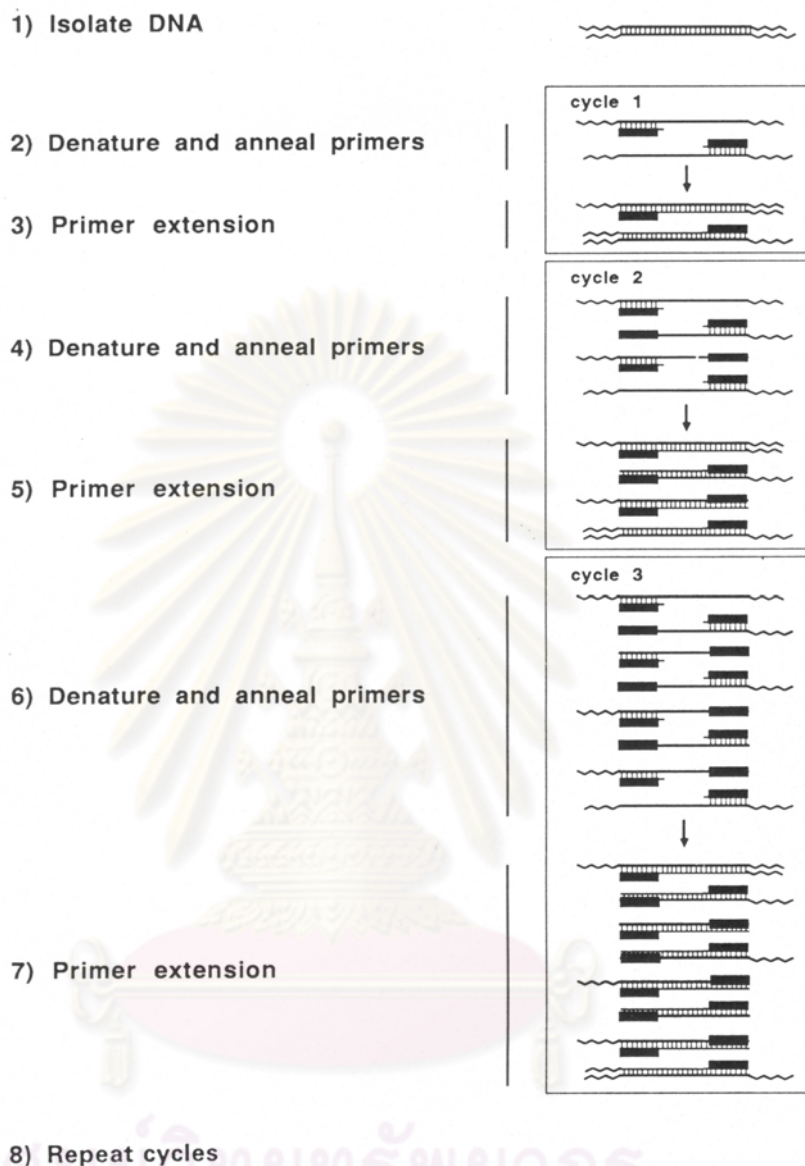 1) Isolate DNA
cycle 1
2) Denature and anneal primers
3) Primer extension
cycle 2
4) Denature and anneal primers
5) Primer extension
cycle 3
6) Denature and anneal primers
7) Primer extension
8) Repeat cycles